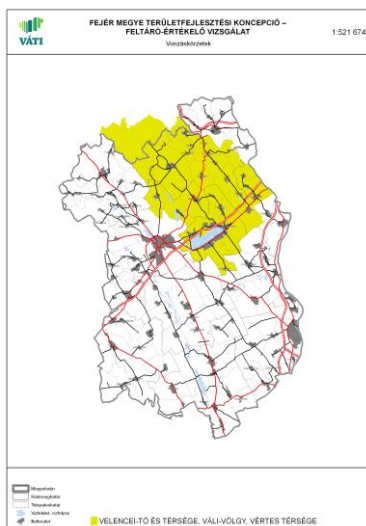 VÁTI
FEJÉR MEGYE TERÜLETFEJLESZTÉSI KONCEPCIÓ –
FELTÁRÓ-ÉRTÉKELŐ VIZSGÁLAT
Vonzáskörzetek
1:521 674
Megyehatár
Településhatár
Belterület
VELENCEI-TÓ ÉS TÉRSÉGE, VÁLI-VÖLGY, VÉRTES TÉRSÉGE